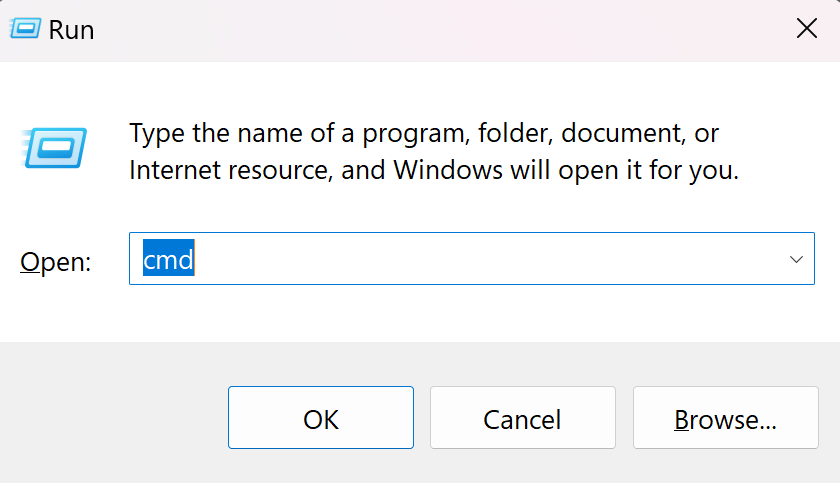 Run
Type the name of a program, folder, document, or
Internet resource, and Windows will open it for you.
Open:
cmd
OK
Cancel
Browse...